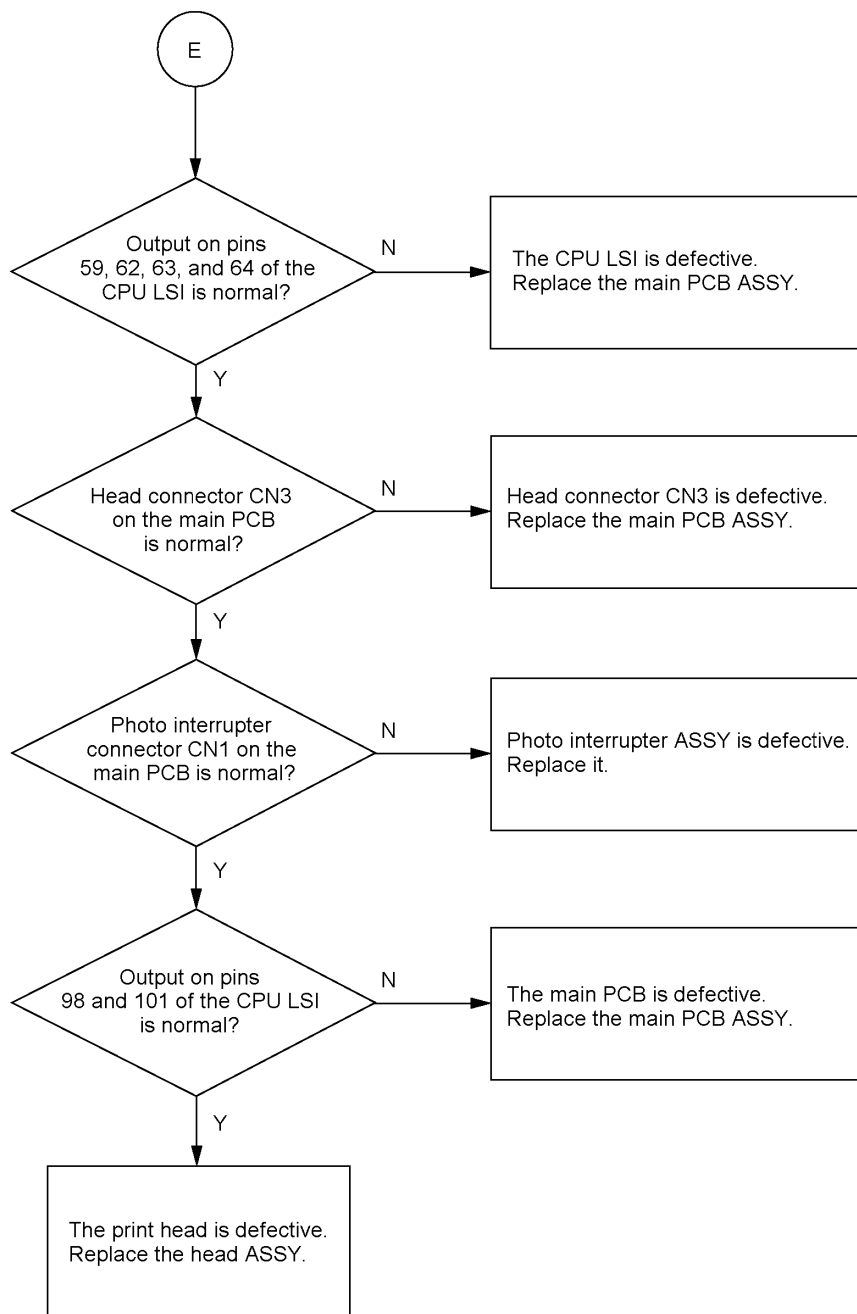 E
Output on pins
59, 62, 63, and 64 of the
CPU LSI is normal?
N
The CPU LSI is defective.
Replace the main PCB ASSY.
Y
Head connector CN3
on the main PCB
is normal?
N
Head connector CN3 is defective.
Replace the main PCB ASSY.
Y
Photo interrupter
connector CN1 on the
main PCB is normal?
N
Photo interrupter ASSY is defective.
Replace it.
Y
Output on pins
98 and 101 of the CPU LSI
is normal?
N
The main PCB is defective.
Replace the main PCB ASSY.
Y
The print head is defective.
Replace the head ASSY.